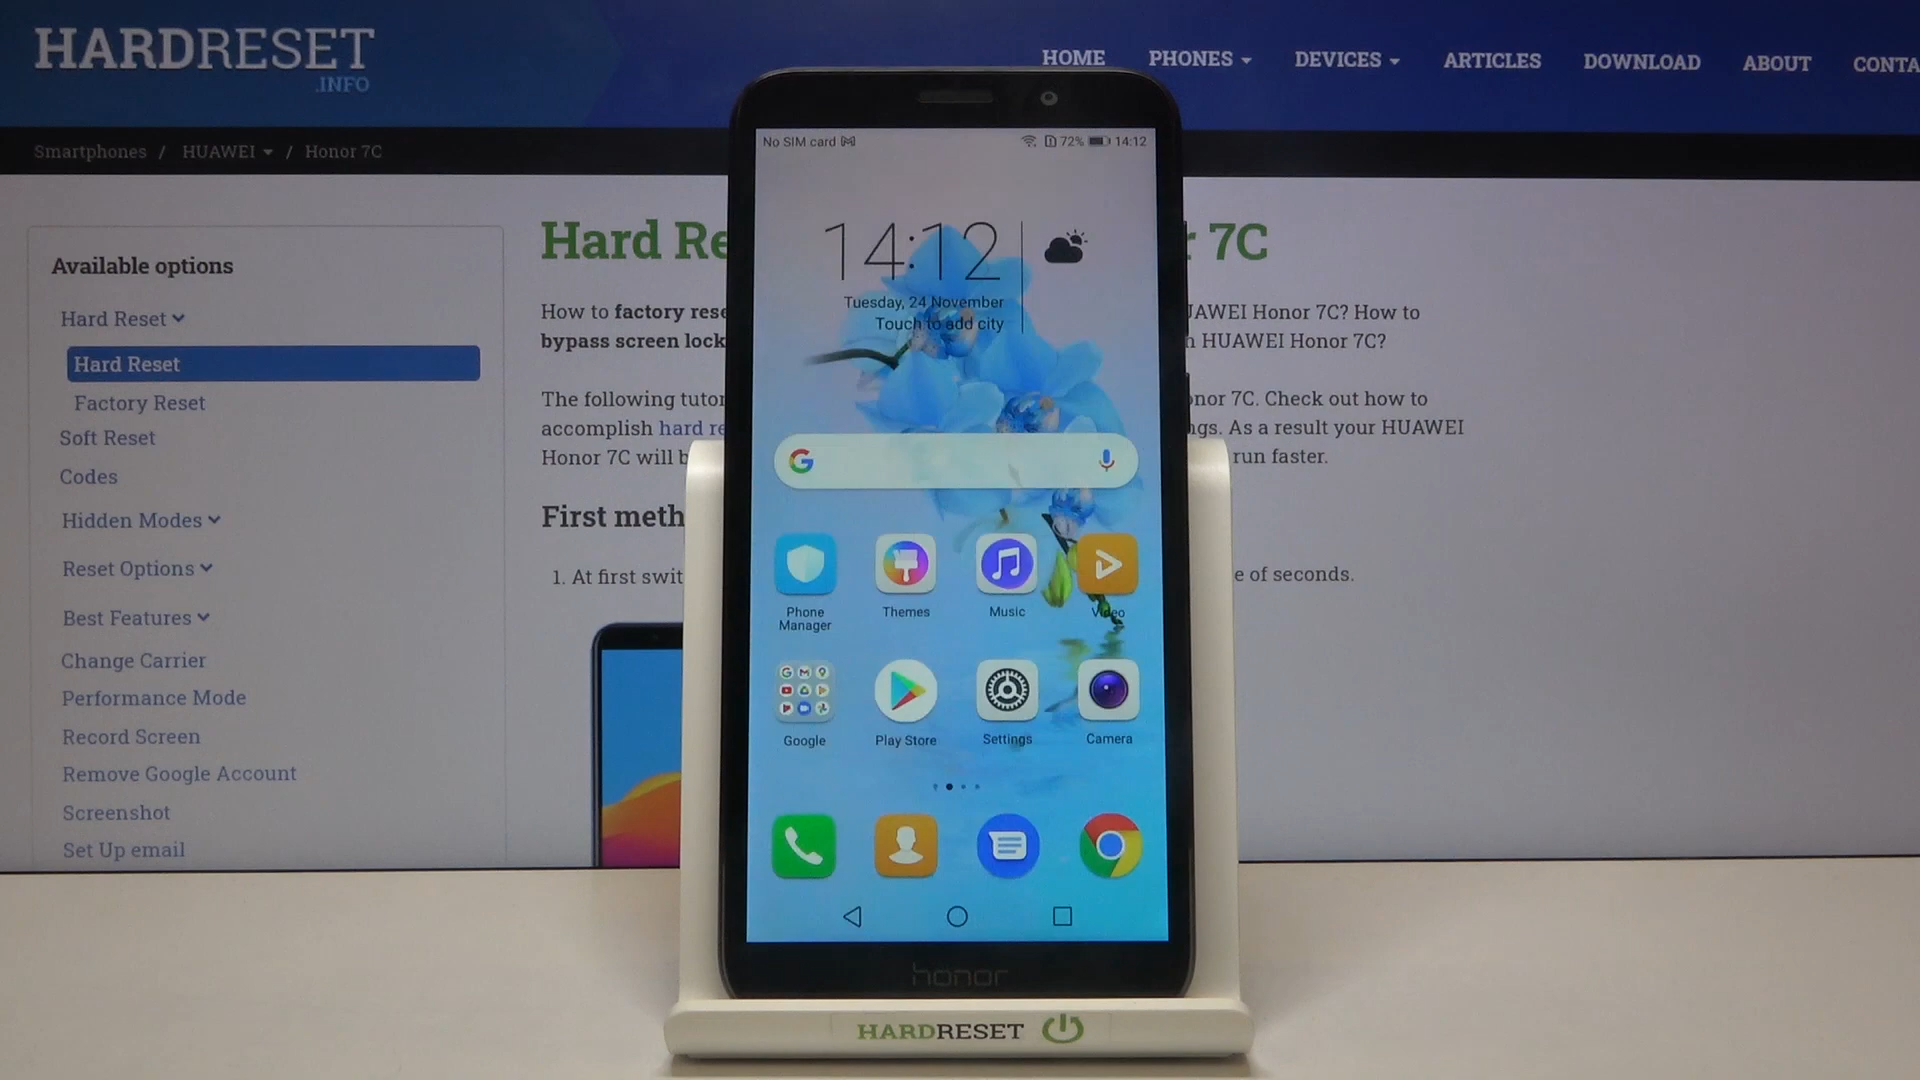 HARDRESET
.INFO
HOME PHONES DEVICES ARTICLES DOWNLOAD ABOUT CONTA
Smartphones / HUAWEI / Honor 7C
Available options
Hard Reset
Hard Reset
Factory Reset
Soft Reset
Codes
Hidden Modes
Reset Options
Best Features
Change Carrier
Performance Mode
Record Screen
Remove Google Account
Screenshot
Set Up email
Hard Re
7C
How to factory rese
UAWEI Honor 7C? How to
bypass screen lock
HUAWEI Honor 7C?
The following tutor
onor 7C. Check out how to
accomplish hard re
ngs. As a result your HUAWEI
Honor 7C will b
run faster.
First meth
1. At first swit
e of seconds.
No SIM card 72% 14:12
14:12
Tuesday, 24 November
Touch to add city
Phone
Manager
Themes
Music
Video
Google
Play Store
Settings
Camera
honor
HARDRESET